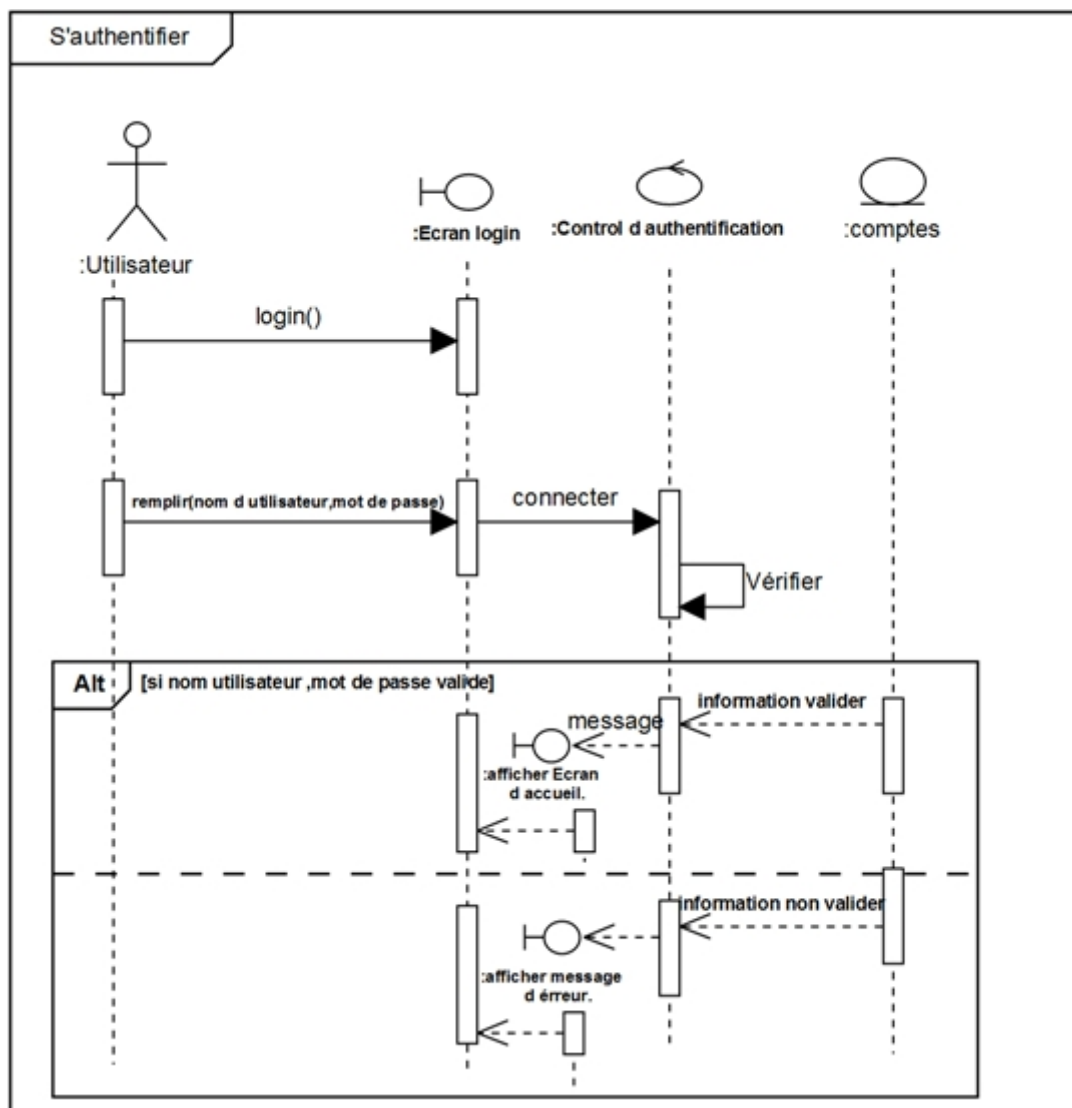 S'authentifier
:Utilisateur
:Ecran login
:Control d authentification
:comptes
login()
remplir(nom d utilisateur,mot de passe)
connecter
Vérifier
Alt
[si nom utilisateur ,mot de passe valide]
information valider
message
:afficher Ecran
d accueil.
information non valider
:afficher message
d érreur.